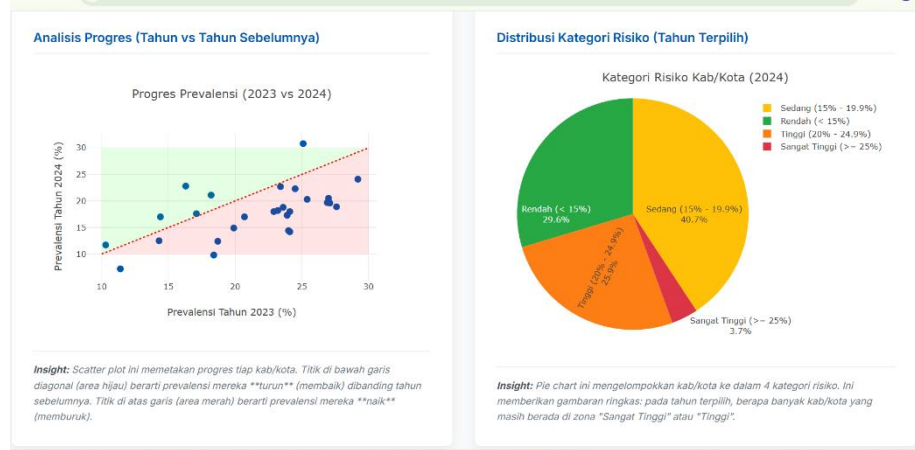 Analisis Progres (Tahun vs Tahun Sebelumnya)
Progres Prevalensi (2023 vs 2024)
Prevalensi Tahun 2024 (%)
30
25
20
15
10
10 15 20 25 30
Prevalensi Tahun 2023 (%)
Insight: Scatter plot ini memetakan progres tiap kab/kota. Titik di bawah garis
diagonal (area hijau) berarti prevalensi mereka **turun** (membaik) dibanding tahun
sebelumnya. Titik di atas garis (area merah) berarti prevalensi mereka **naik**
(memburuk).
Distribusi Kategori Risiko (Tahun Terpilih)
Kategori Risiko Kab/Kota (2024)
Sedang (15% - 19.9%)
Rendah (< 15%)
Tinggi (20% - 24.9%)
Sangat Tinggi (>= 25%)
Rendah (< 15%)
29.6%
Sedang (15% - 19.9%)
40.7%
Tinggi (20% - 24.9%)
25.9%
Sangat Tinggi (>= 25%)
3.7%
Insight: Pie chart ini mengelompokkan kab/kota ke dalam 4 kategori risiko. Ini
memberikan gambaran ringkas: pada tahun terpilih, berapa banyak kab/kota yang
masih berada di zona "Sangat Tinggi" atau "Tinggi".